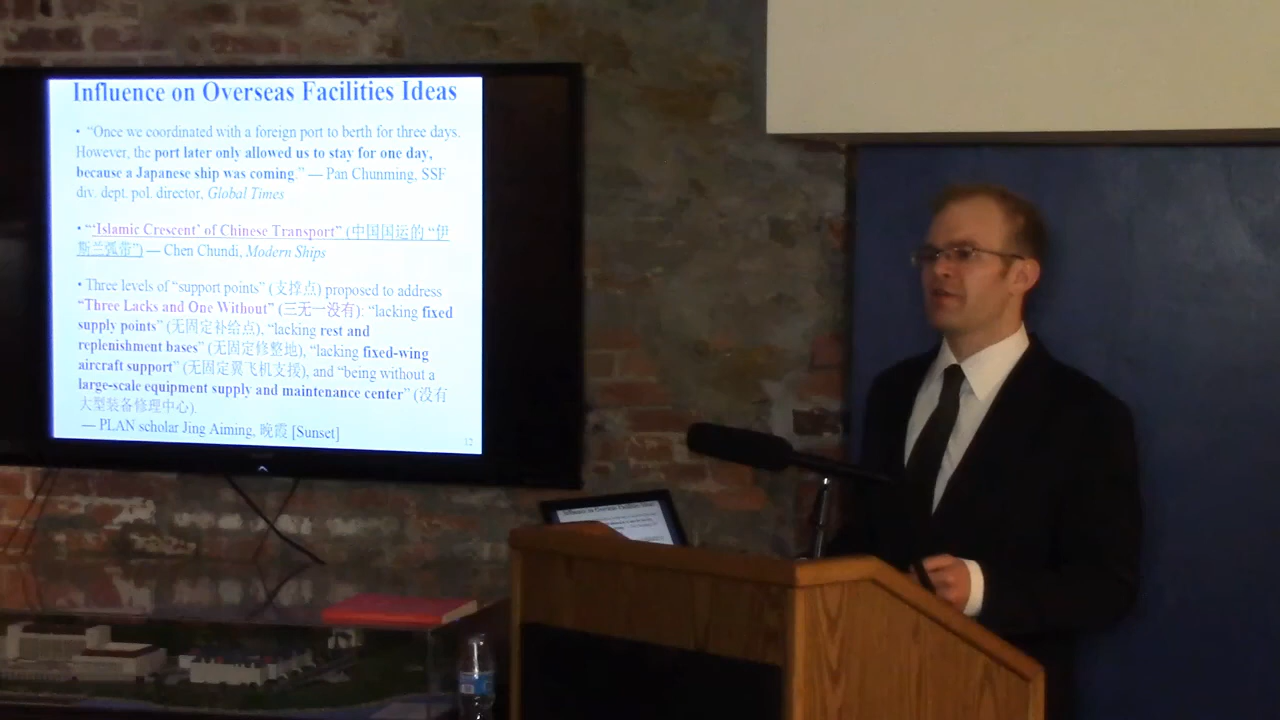 Influence on Overseas Facilities Ideas
• “Once we coordinated with a foreign port to berth for three days.
However, the port later only allowed us to stay for one day,
because a Japanese ship was coming.” — Pan Chunming, SSF
div. dept. pol. director, Global Times
• “‘Islamic Crescent’ of Chinese Transport” (中国国运的 “伊
斯兰弧带”) — Chen Chundi, Modern Ships
• Three levels of “support points” (支撑点) proposed to address
“Three Lacks and One Without” (三无一没有): “lacking fixed
supply points” (无固定补给点), “lacking rest and
replenishment bases” (无固定修整地), “lacking fixed-wing
aircraft support” (无固定翼飞机支援), and “being without a
large-scale equipment supply and maintenance center” (没有
大型装备修理中心).
— PLAN scholar Jing Aiming, 晚霞 [Sunset]
12
Influence on Overseas Facilities Ideas